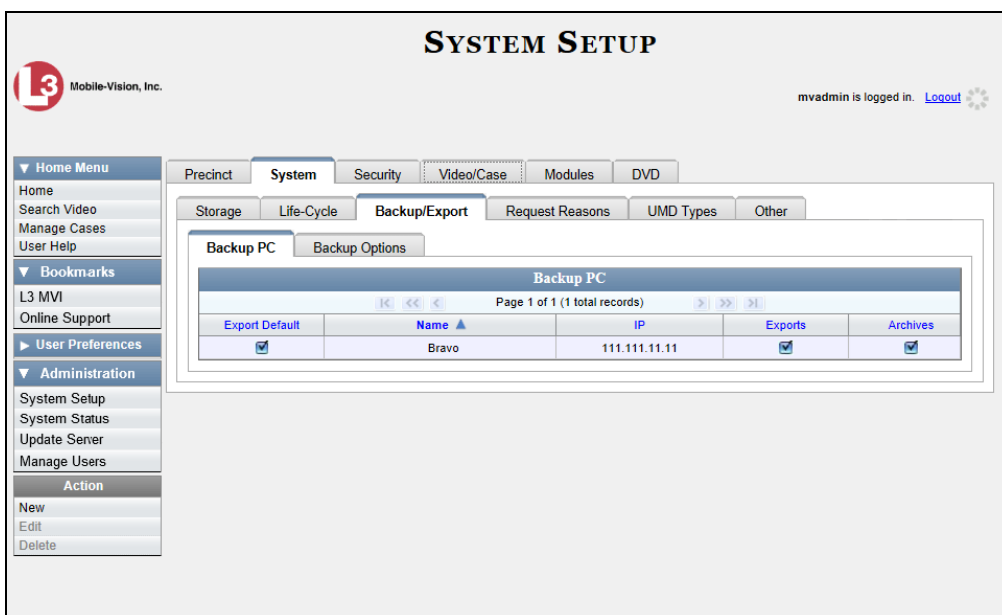 SYSTEM SETUP
L3 Mobile-Vision, Inc.
mvadmin is logged in. Logout
▼ Home Menu
Home
Search Video
Manage Cases
User Help
▼ Bookmarks
L3 MVI
Online Support
► User Preferences
▼ Administration
System Setup
System Status
Update Server
Manage Users
Action
New
Edit
Delete
Precinct System Security Video/Case Modules DVD
Storage Life-Cycle Backup/Export Request Reasons UMD Types Other
Backup PC Backup Options
Backup PC
|< << < Page 1 of 1 (1 total records) > >> >|
Export Default Name ▲ IP Exports Archives
Bravo 111.111.11.11